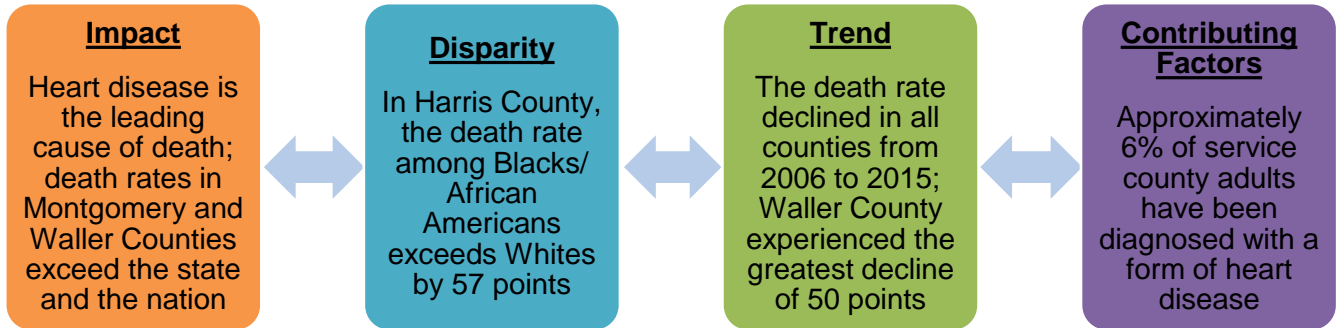 Impact
Heart disease is
the leading
cause of death;
death rates in
Montgomery and
Waller Counties
exceed the state
and the nation
Disparity
In Harris County,
the death rate
among Blacks/
African
Americans
exceeds Whites
by 57 points
Trend
The death rate
declined in all
counties from
2006 to 2015;
Waller County
experienced the
greatest decline
of 50 points
Contributing
Factors
Approximately
6% of service
county adults
have been
diagnosed with a
form of heart
disease